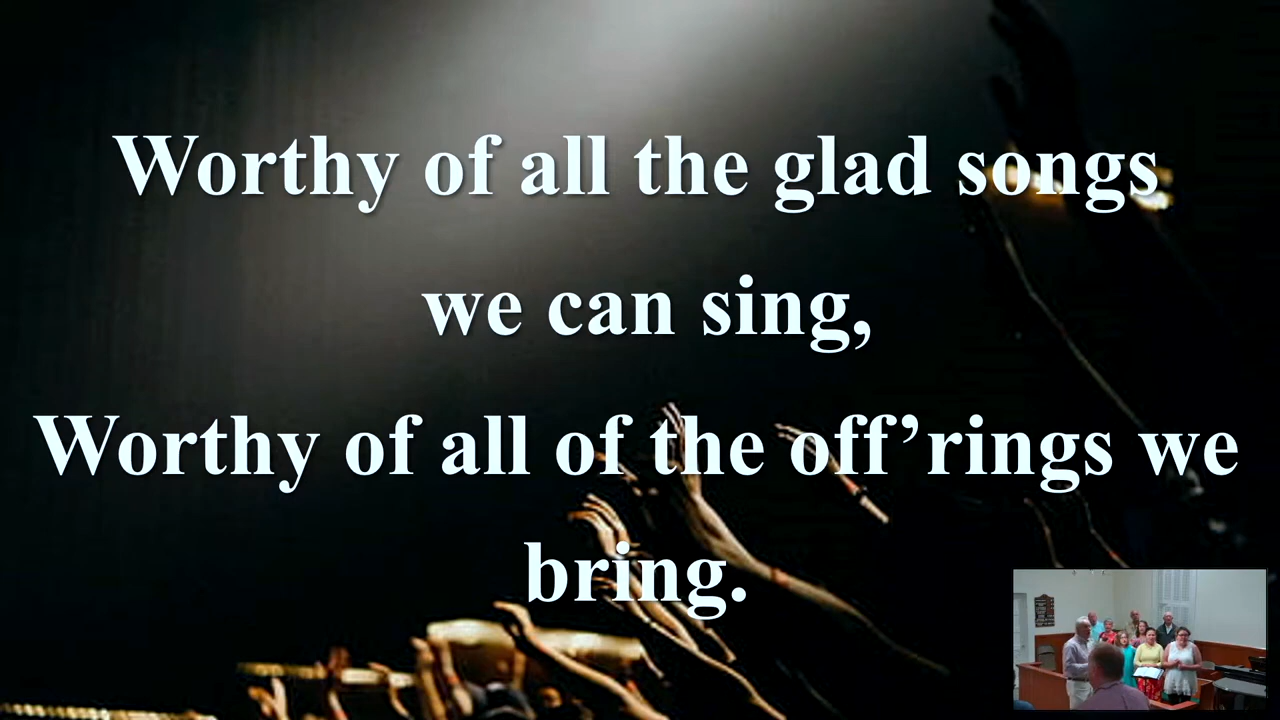 Worthy of all the glad songs
we can sing,
Worthy of all of the off’rings we
bring.